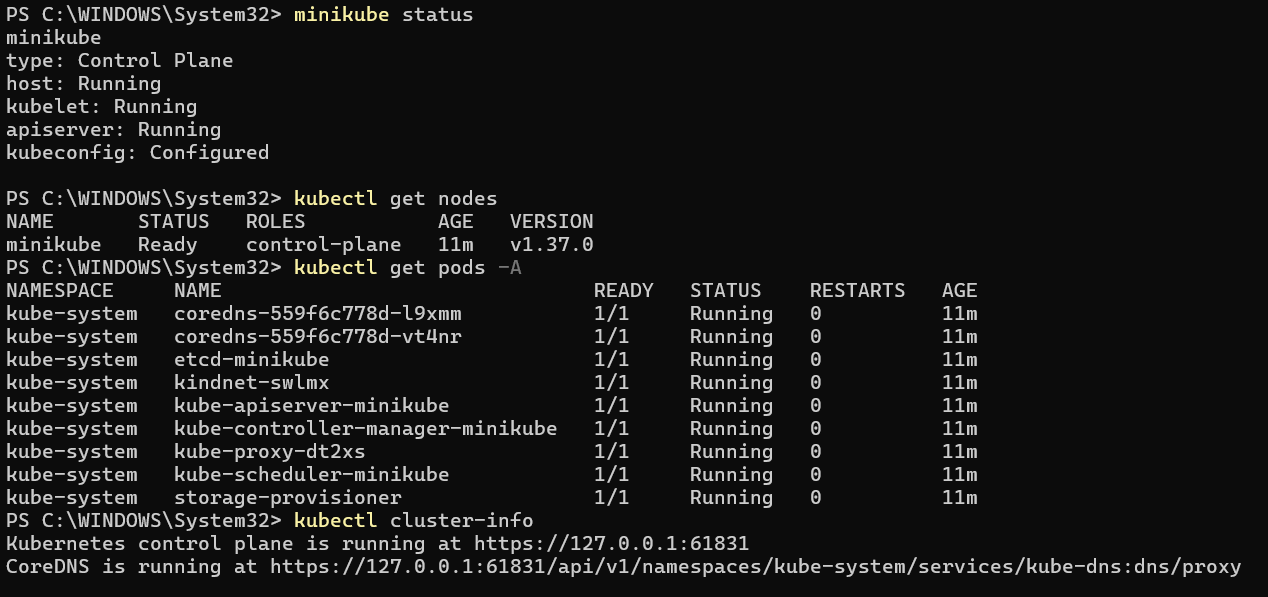 PS C:\WINDOWS\System32> minikube status
minikube
type: Control Plane
host: Running
kubelet: Running
apiserver: Running
kubeconfig: Configured

PS C:\WINDOWS\System32> kubectl get nodes
NAME       STATUS   ROLES           AGE   VERSION
minikube   Ready    control-plane   11m   v1.37.0
PS C:\WINDOWS\System32> kubectl get pods -A
NAMESPACE     NAME                               READY   STATUS    RESTARTS   AGE
kube-system   coredns-559f6c778d-l9xmm           1/1     Running   0          11m
kube-system   coredns-559f6c778d-vt4nr           1/1     Running   0          11m
kube-system   etcd-minikube                      1/1     Running   0          11m
kube-system   kindnet-swlmx                      1/1     Running   0          11m
kube-system   kube-apiserver-minikube            1/1     Running   0          11m
kube-system   kube-controller-manager-minikube   1/1     Running   0          11m
kube-system   kube-proxy-dt2xs                   1/1     Running   0          11m
kube-system   kube-scheduler-minikube            1/1     Running   0          11m
kube-system   storage-provisioner                1/1     Running   0          11m
PS C:\WINDOWS\System32> kubectl cluster-info
Kubernetes control plane is running at https://127.0.0.1:61831
CoreDNS is running at https://127.0.0.1:61831/api/v1/namespaces/kube-system/services/kube-dns:dns/proxy